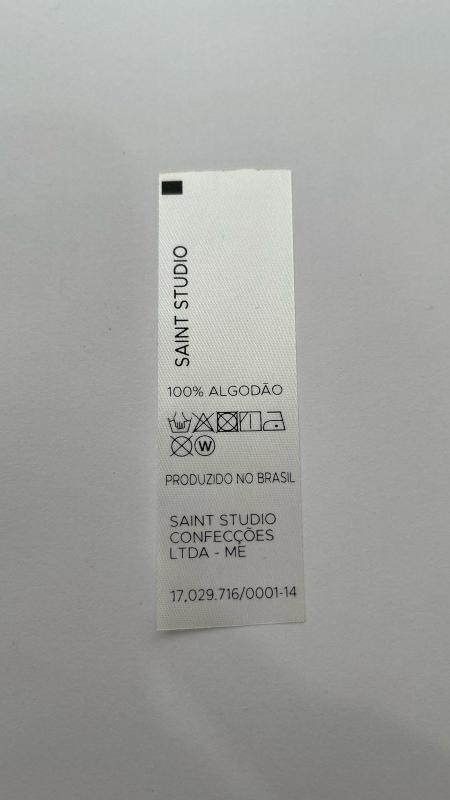 SAINT STUDIO
100% ALGODÃO
W
PRODUZIDO NO BRASIL
SAINT STUDIO
CONFECÇÕES
LTDA - ME
17.029.716/0001-14